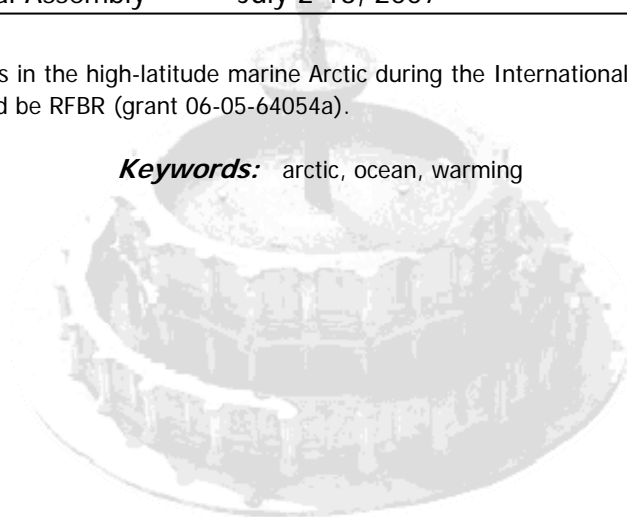 al Assembly July 2-13, 2007
s in the high-latitude marine Arctic during the International
d be RFBR (grant 06-05-64054a).
Keywords: arctic, ocean, warming